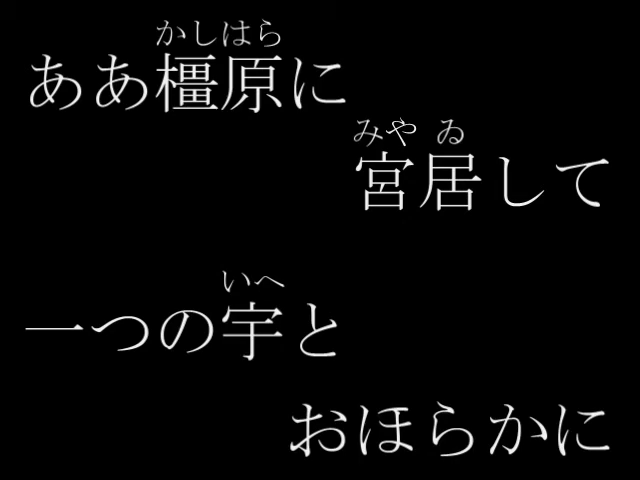 かしはら
ああ橿原に
みやゐ
宮居して
いへ
一つの宇と
おほらかに